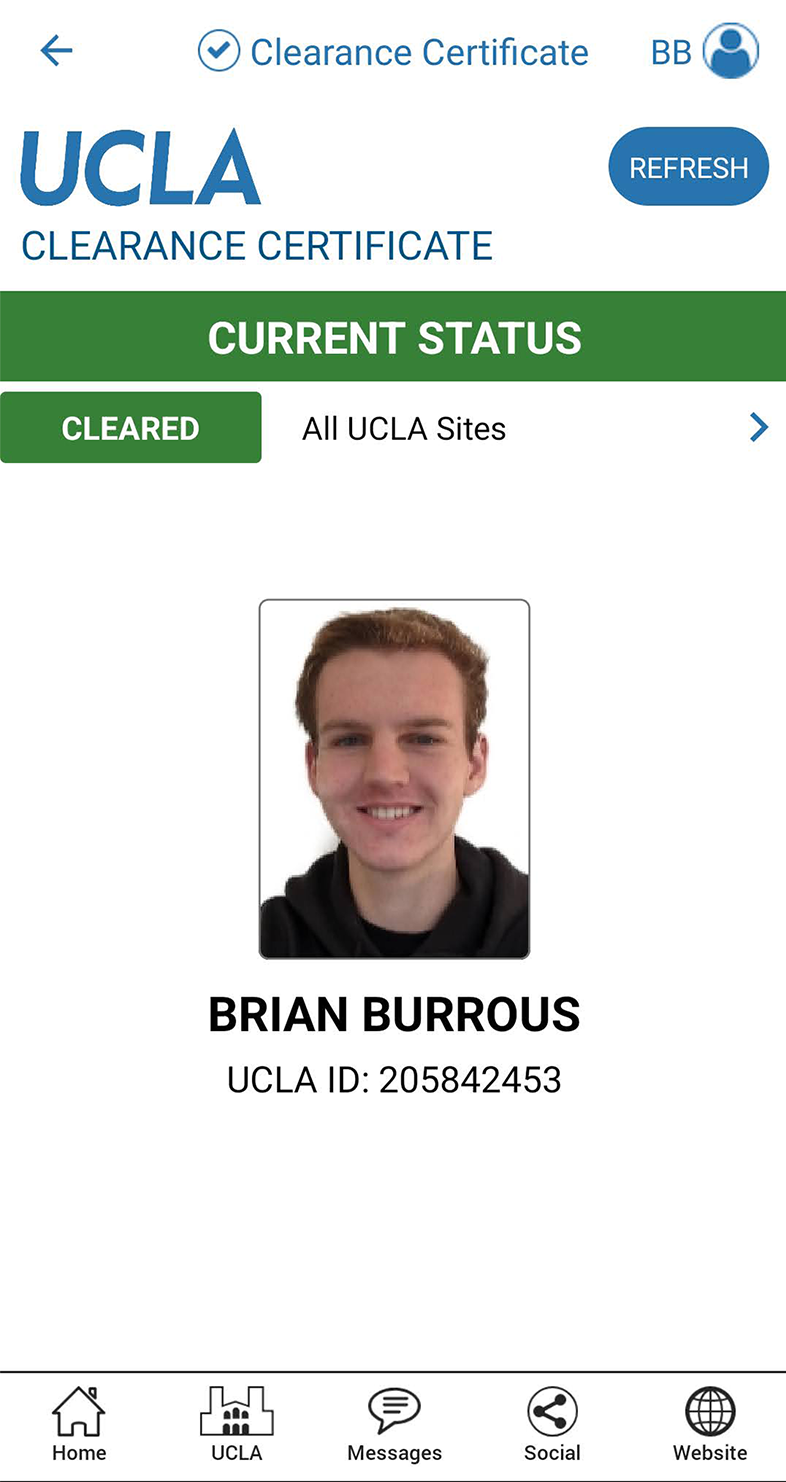 Clearance Certificate
BB
UCLA
REFRESH
CLEARANCE CERTIFICATE
CURRENT STATUS
CLEARED All UCLA Sites
BRIAN BURROUS
UCLA ID: 205842453
Home UCLA Messages Social Website